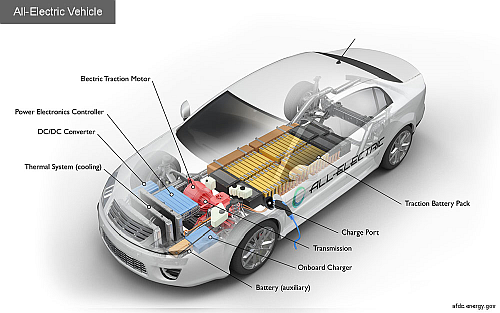 All-Electric Vehicle
Electric Traction Motor
Power Electronics Controller
DC/DC Converter
Thermal System (cooling)
ALL-ELECTRIC
Traction Battery Pack
Charge Port
Transmission
Onboard Charger
Battery (auxiliary)
afdc.energy.gov